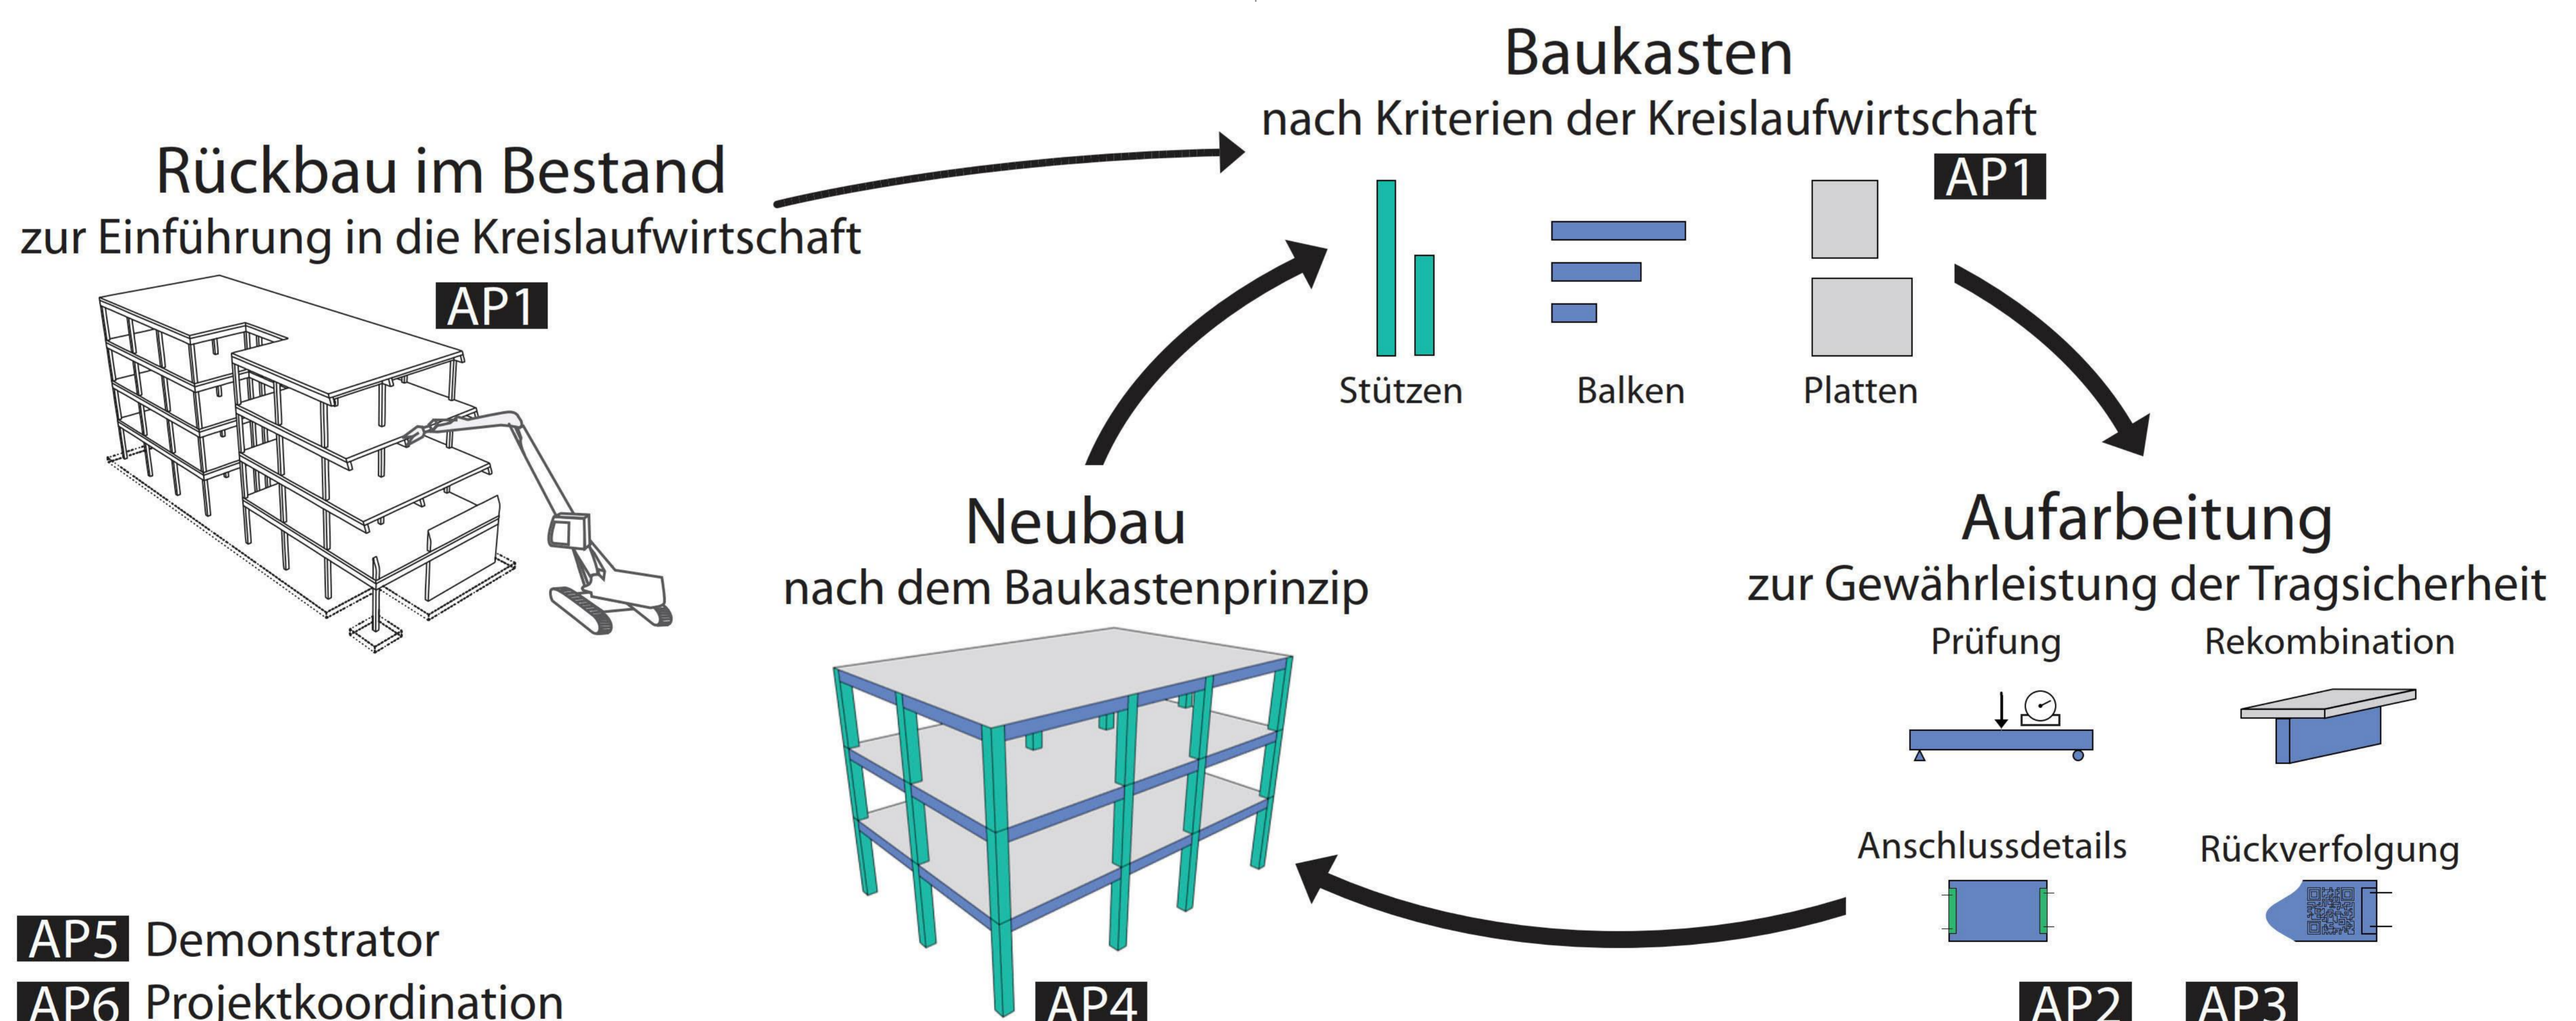 Rückbau im Bestand
zur Einführung in die Kreislaufwirtschaft
AP1
Baukasten
nach Kriterien der Kreislaufwirtschaft
AP1
Stützen
Balken
Platten
Aufarbeitung
zur Gewährleistung der Tragsicherheit
Prüfung
Rekombination
Anschlussdetails
Rückverfolgung
AP2
AP3
Neubau
nach dem Baukastenprinzip
AP4
AP5 Demonstrator
AP6 Projektkoordination